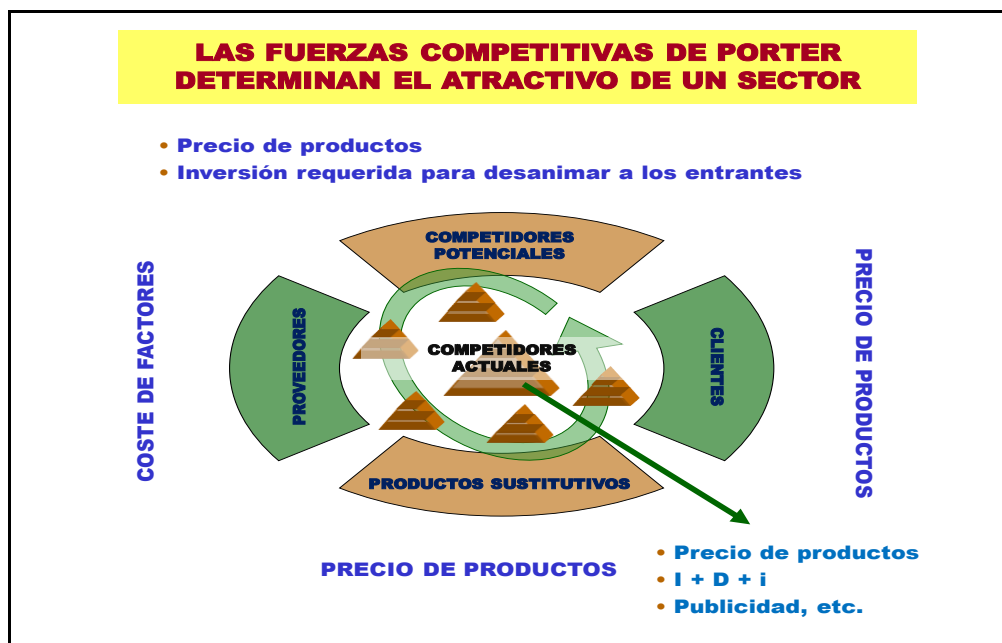 LAS FUERZAS COMPETITIVAS DE PORTER
DETERMINAN EL ATRACTIVO DE UN SECTOR
• Precio de productos
• Inversión requerida para desanimar a los entrantes
COMPETIDORES
POTENCIALES
COSTE DE FACTORES
PROVEEDORES
COMPETIDORES
ACTUALES
CLIENTES
PRECIO DE PRODUCTOS
PRODUCTOS SUSTITUTIVOS
PRECIO DE PRODUCTOS
• Precio de productos
• I + D + i
• Publicidad, etc.